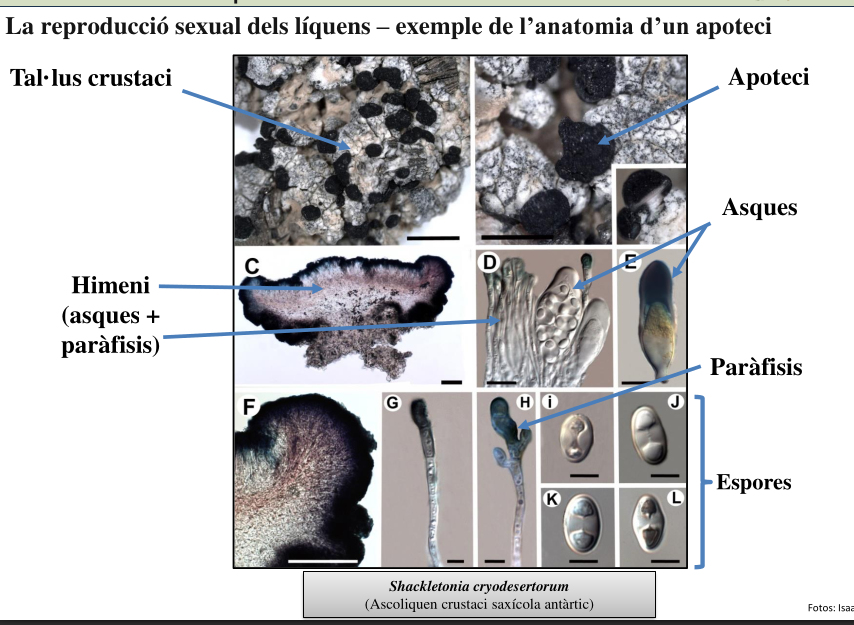 La reproducció sexual dels líquens – exemple de l'anatomia d'un apoteci
Tal·lus crustaci
Apoteci
Asques
Himeni
(asques +
paràfisis)
C
D
E
Paràfisis
F
G
H
i
J
K
L
Espores
Shackletonia cryodesertorum
(Ascoliquen crustaci saxícola antàrtic)
Fotos: Isaa